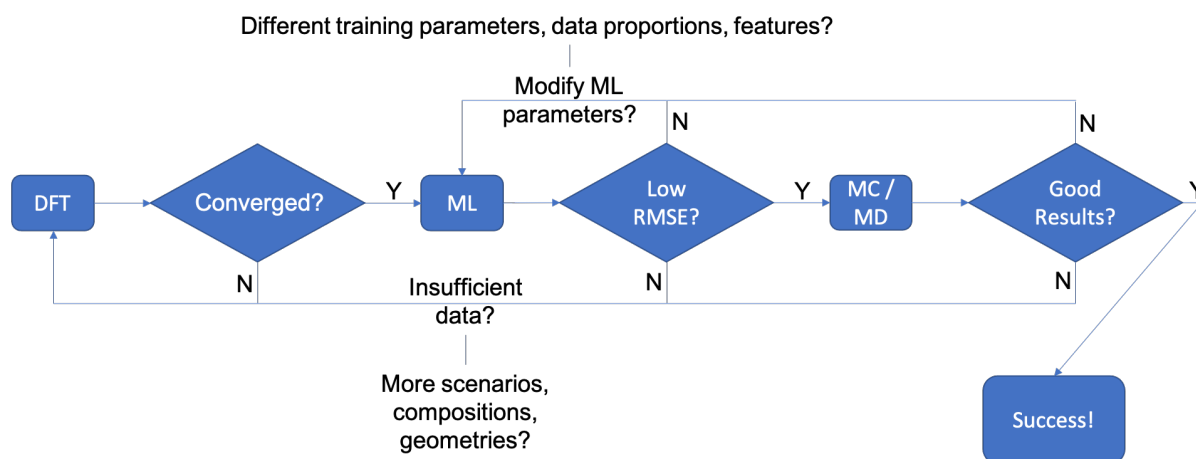 Different training parameters, data proportions, features?
Modify ML
parameters?
N
N
DFT
Converged?
Y
ML
Low
RMSE?
Y
MC /
MD
Good
Results?
Y
N
Insufficient
data?
N
N
More scenarios,
compositions,
geometries?
Success!